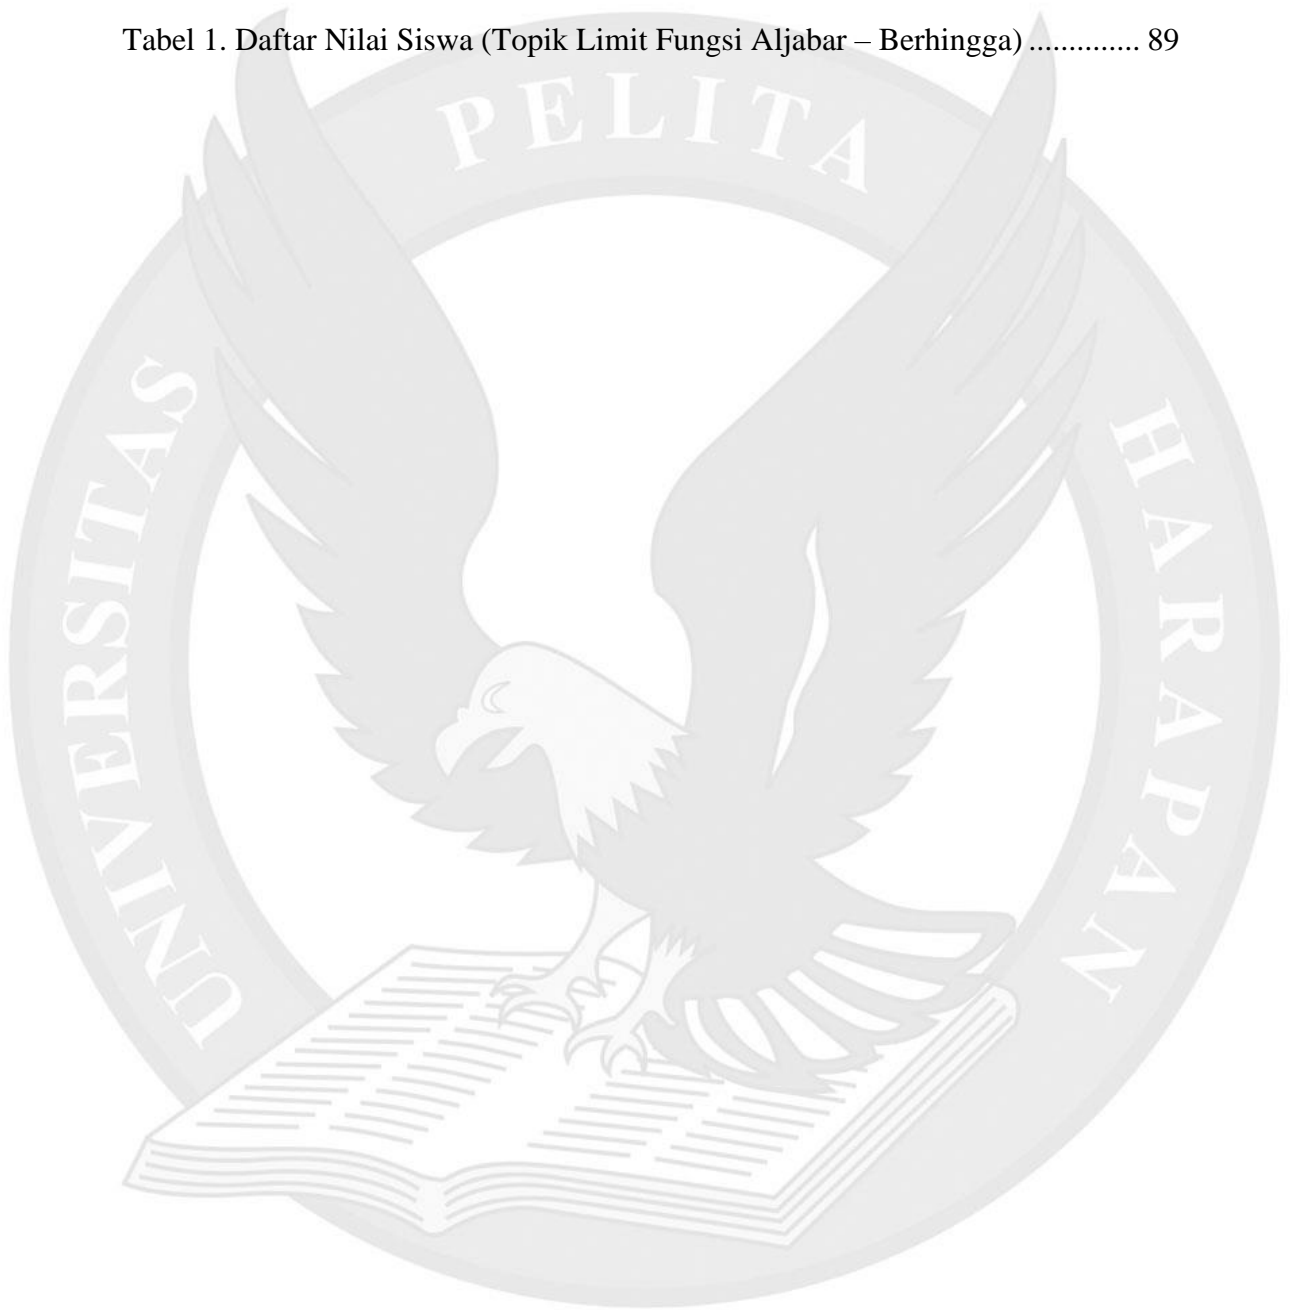 Tabel 1. Daftar Nilai Siswa (Topik Limit Fungsi Aljabar – Berhingga) .............. 89
UNIVERSITAS PELITA HARAPAN